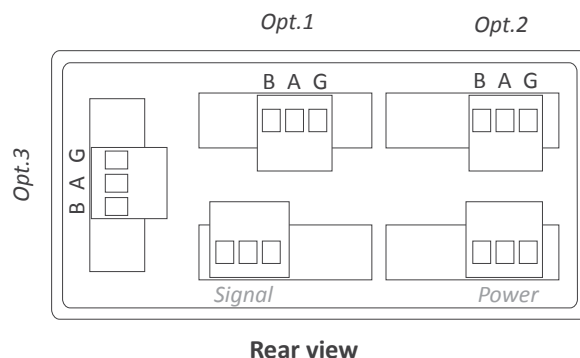 Opt.1 Opt.2
B A G B A G
Opt.3
B A G
Signal Power
Rear view